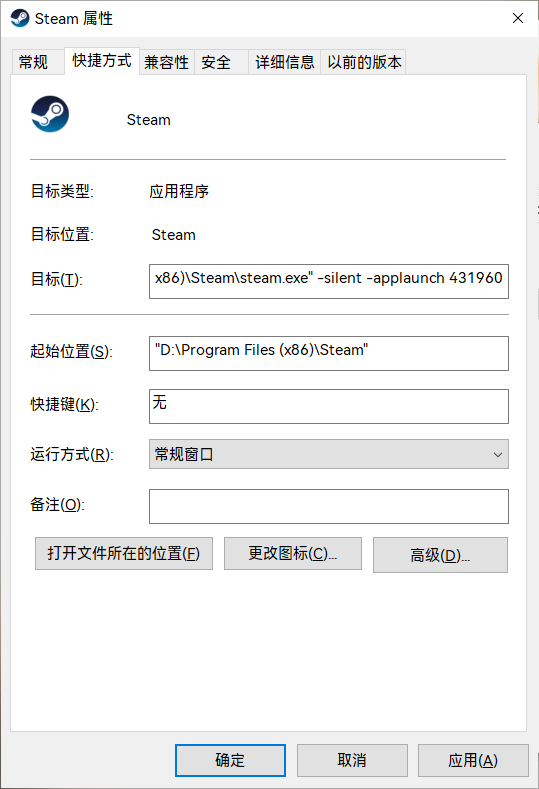 Steam 属性
常规 快捷方式 兼容性 安全 详细信息 以前的版本
Steam
目标类型: 应用程序
目标位置: Steam
目标(T): x86)\Steam\steam.exe" -silent -applaunch 431960
起始位置(S): "D:\Program Files (x86)\Steam"
快捷键(K): 无
运行方式(R): 常规窗口
备注(O):
打开文件所在的位置(F) 更改图标(C)... 高级(D)...
确定 取消 应用(A)